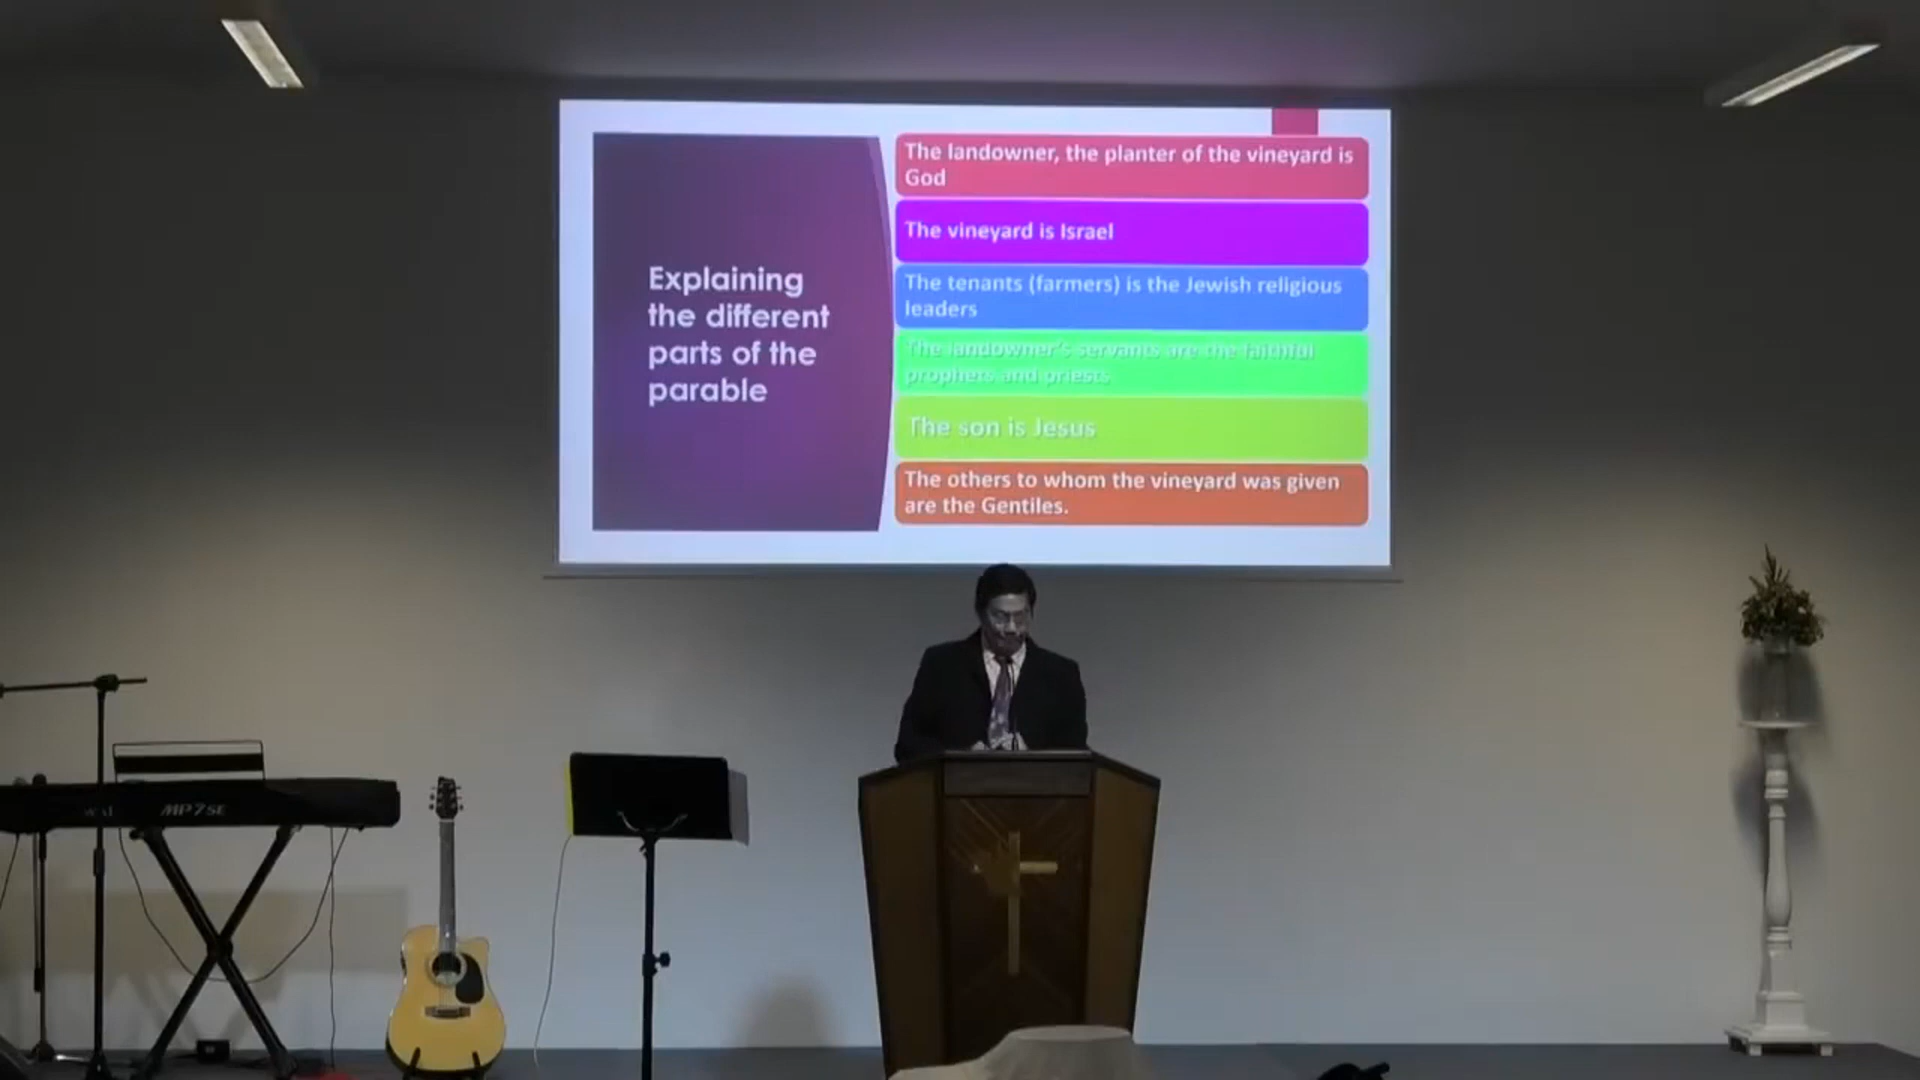 Explaining
the different
parts of the
parable
The landowner, the planter of the vineyard is
God
The vineyard is Israel
The tenants (farmers) is the Jewish religious
leaders
The landowner's servants are the faithful
prophets and priests
The son is Jesus
The others to whom the vineyard was given
are the Gentiles.
MP7SE